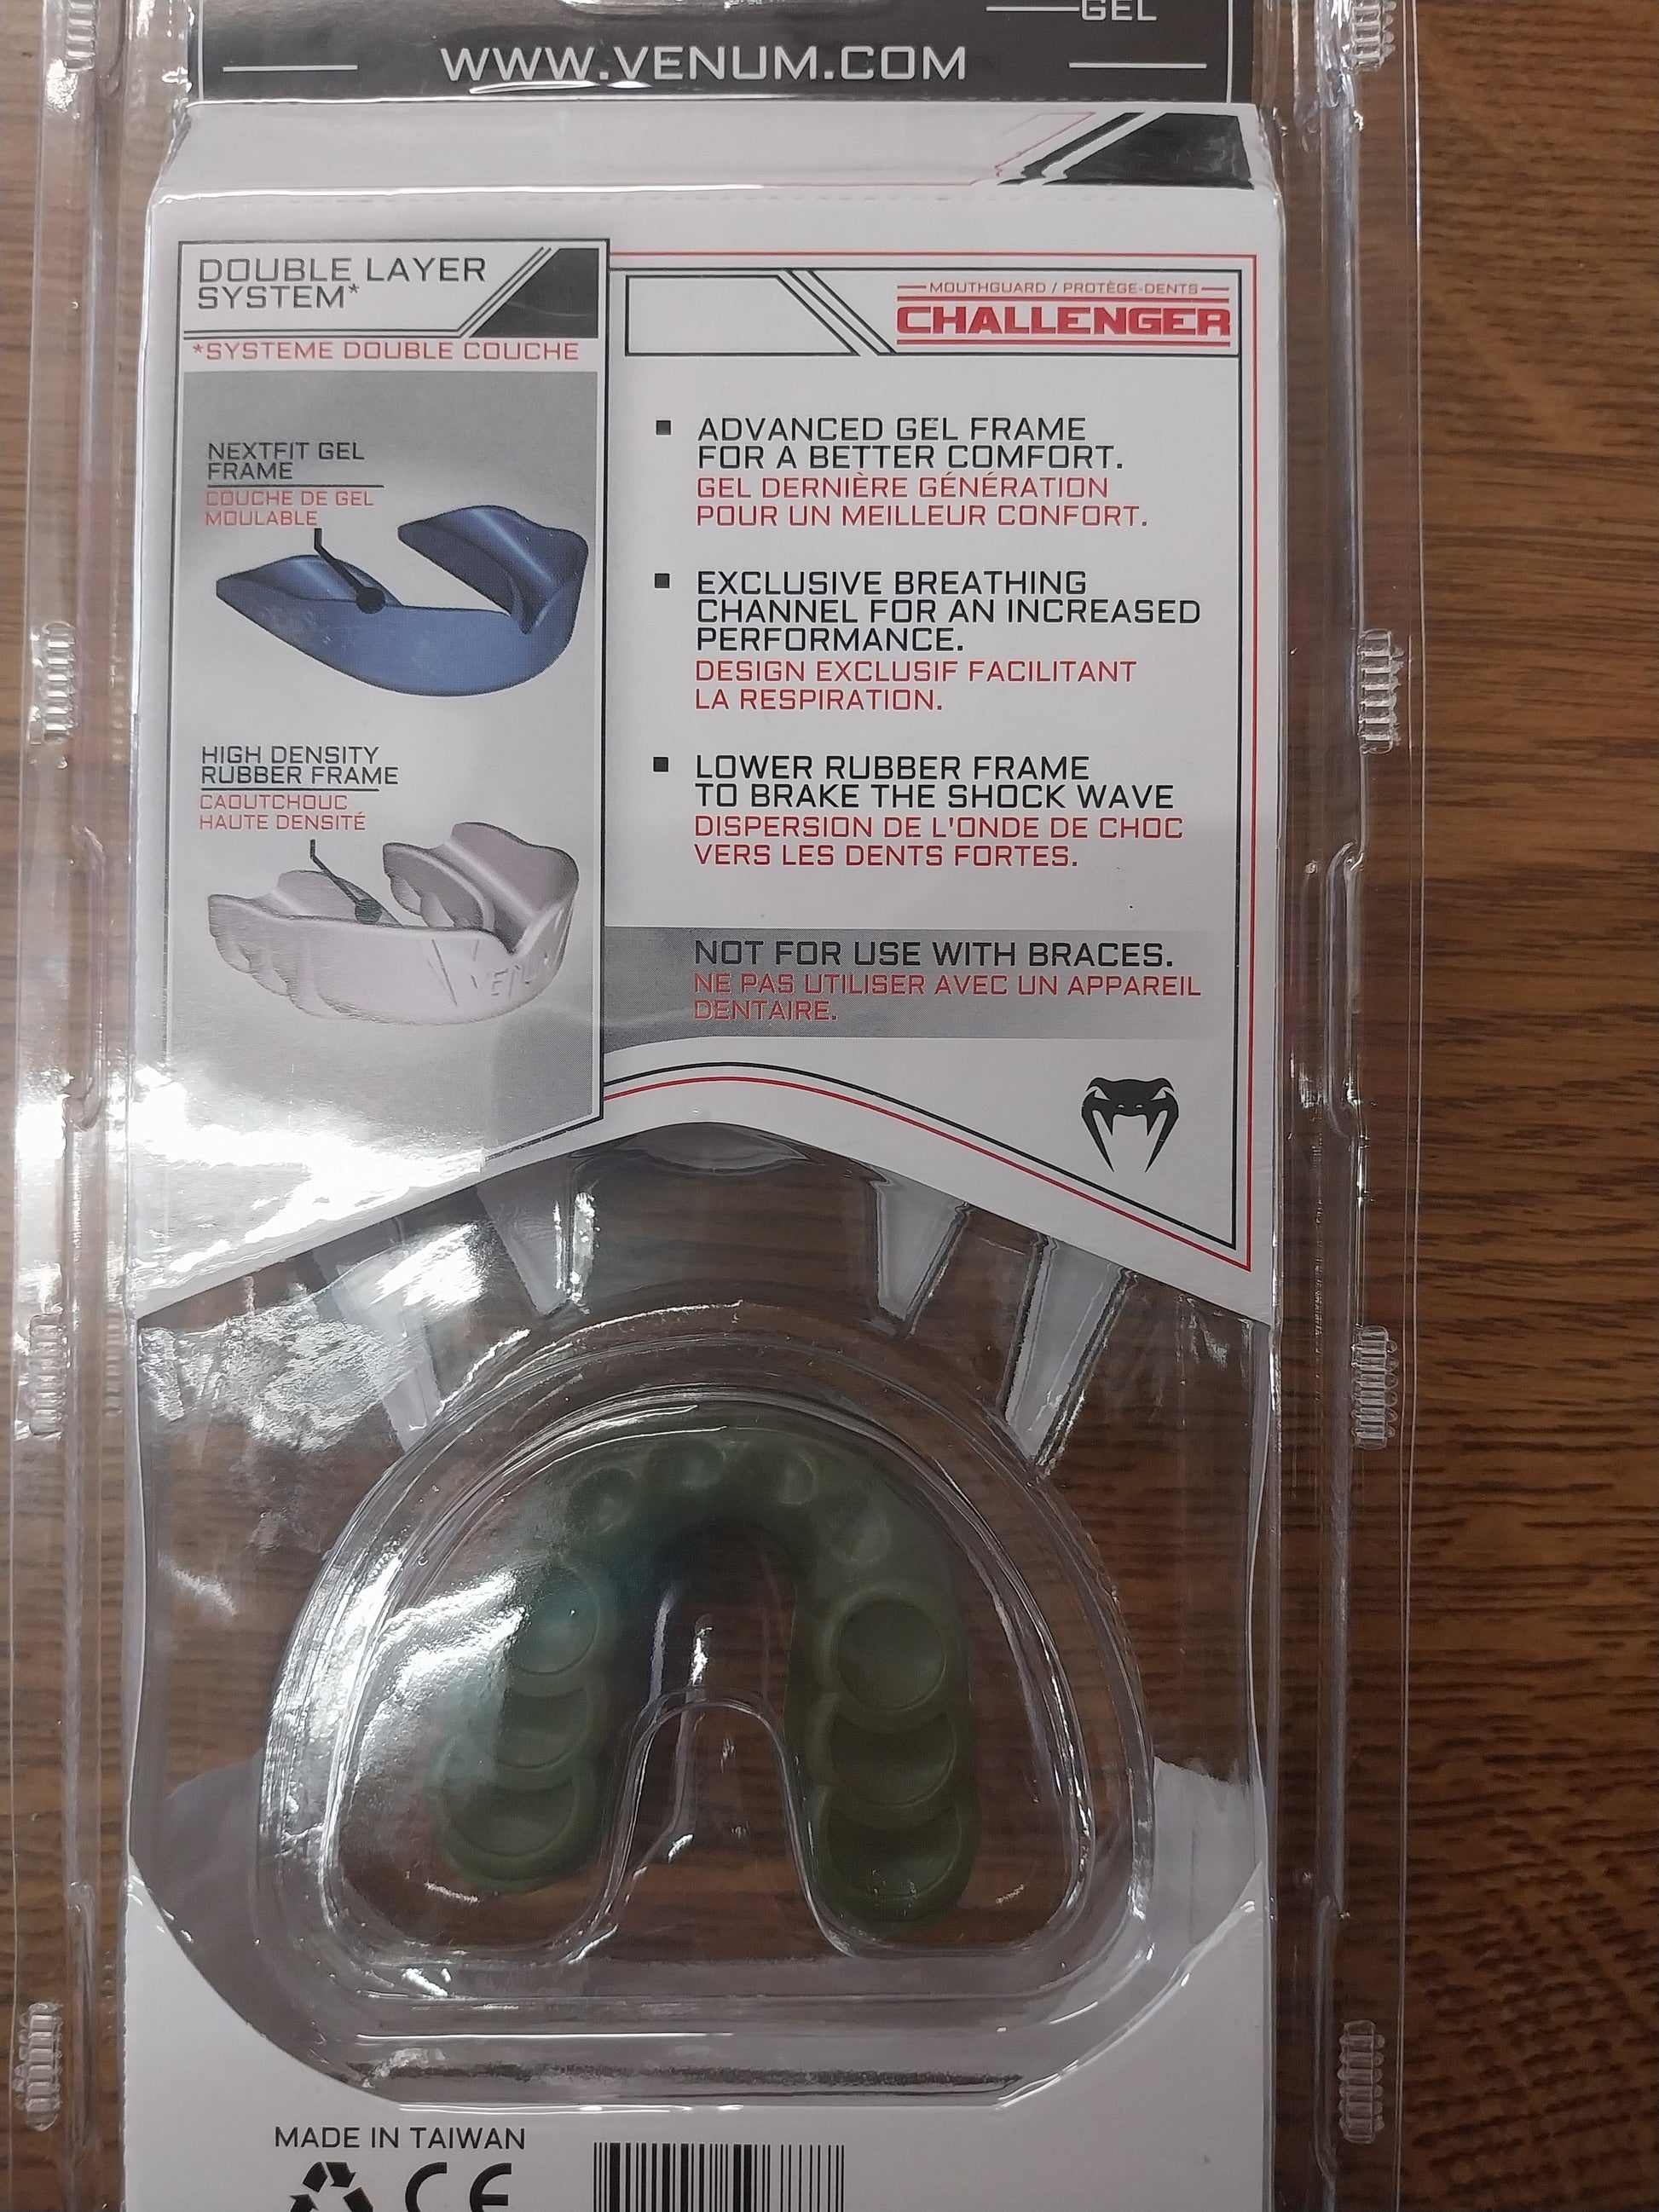 GEL
WWW.VENUM.COM
DOUBLE LAYER
SYSTEM*
*SYSTEME DOUBLE COUCHE
NEXTFIT GEL
FRAME
COUCHE DE GEL
MOULABLE
HIGH DENSITY
RUBBER FRAME
CAOUTCHOUC
HAUTE DENSITÉ
VENUM
MOUTHGUARD / PROTÈGE-DENTS
CHALLENGER
ADVANCED GEL FRAME
FOR A BETTER COMFORT.
GEL DERNIÈRE GÉNÉRATION
POUR UN MEILLEUR CONFORT.
EXCLUSIVE BREATHING
CHANNEL FOR AN INCREASED
PERFORMANCE.
DESIGN EXCLUSIF FACILITANT
LA RESPIRATION.
LOWER RUBBER FRAME
TO BRAKE THE SHOCK WAVE
DISPERSION DE L'ONDE DE CHOC
VERS LES DENTS FORTES.
NOT FOR USE WITH BRACES.
NE PAS UTILISER AVEC UN APPAREIL
DENTAIRE.
MADE IN TAIWAN
CE